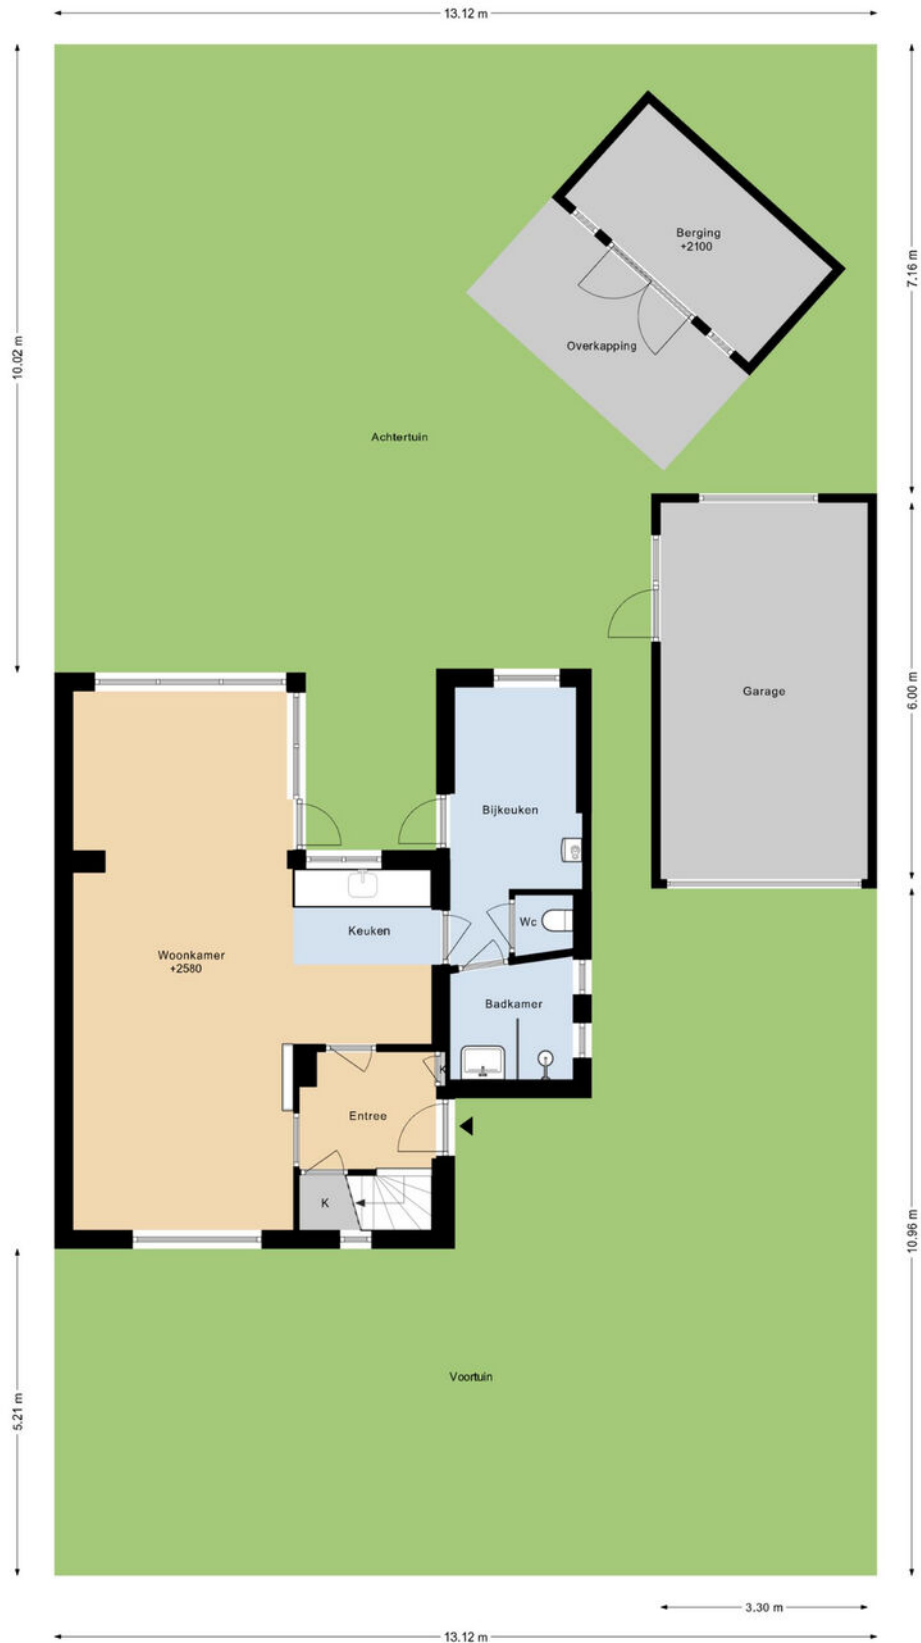 13.12 m
Berging
+2100
7.16 m
10.02 m
Overkapping
Achtertuin
Garage
6.00 m
Bijkeuken
Wc
Keuken
Woonkamer
+2580
Badkamer
K
Entree
K
10.96 m
Voortuin
5.21 m
3.30 m
13.12 m